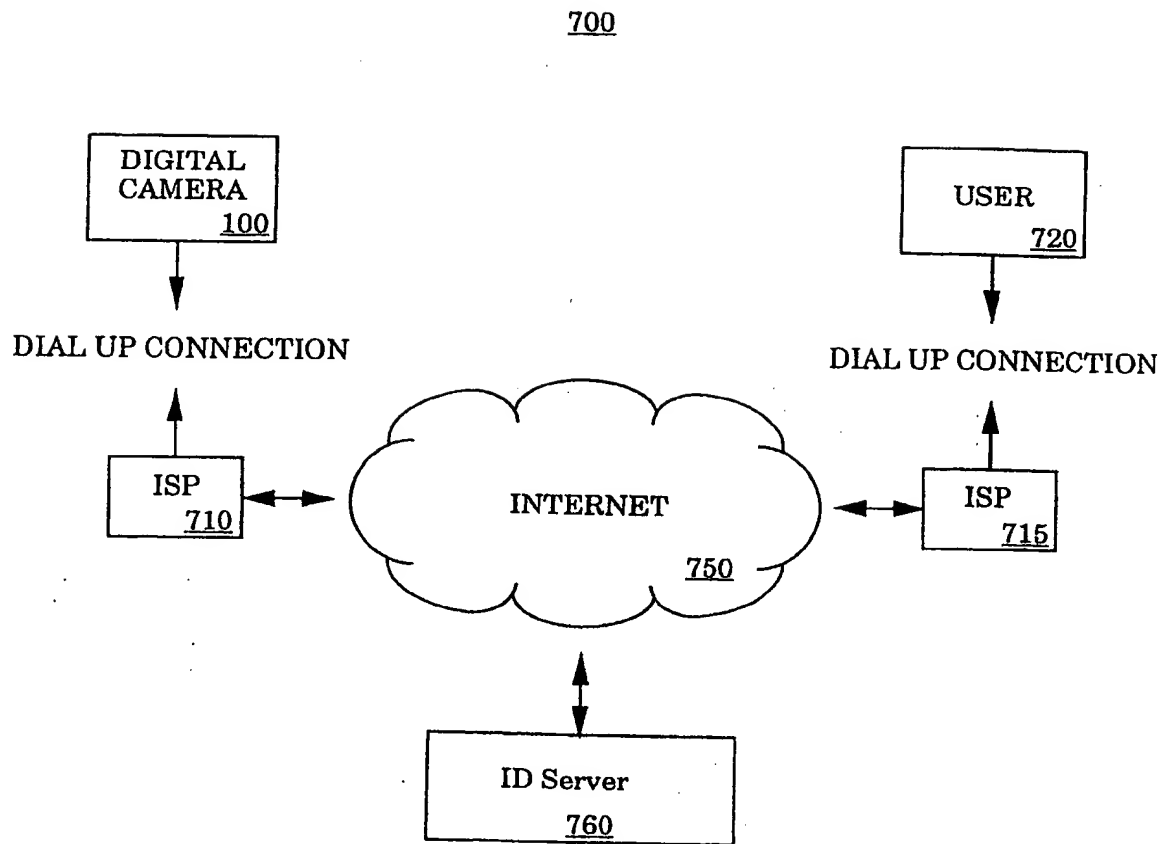 700
DIGITAL
CAMERA
100
USER
720
DIAL UP CONNECTION
DIAL UP CONNECTION
ISP
710
INTERNET
750
ISP
715
ID Server
760